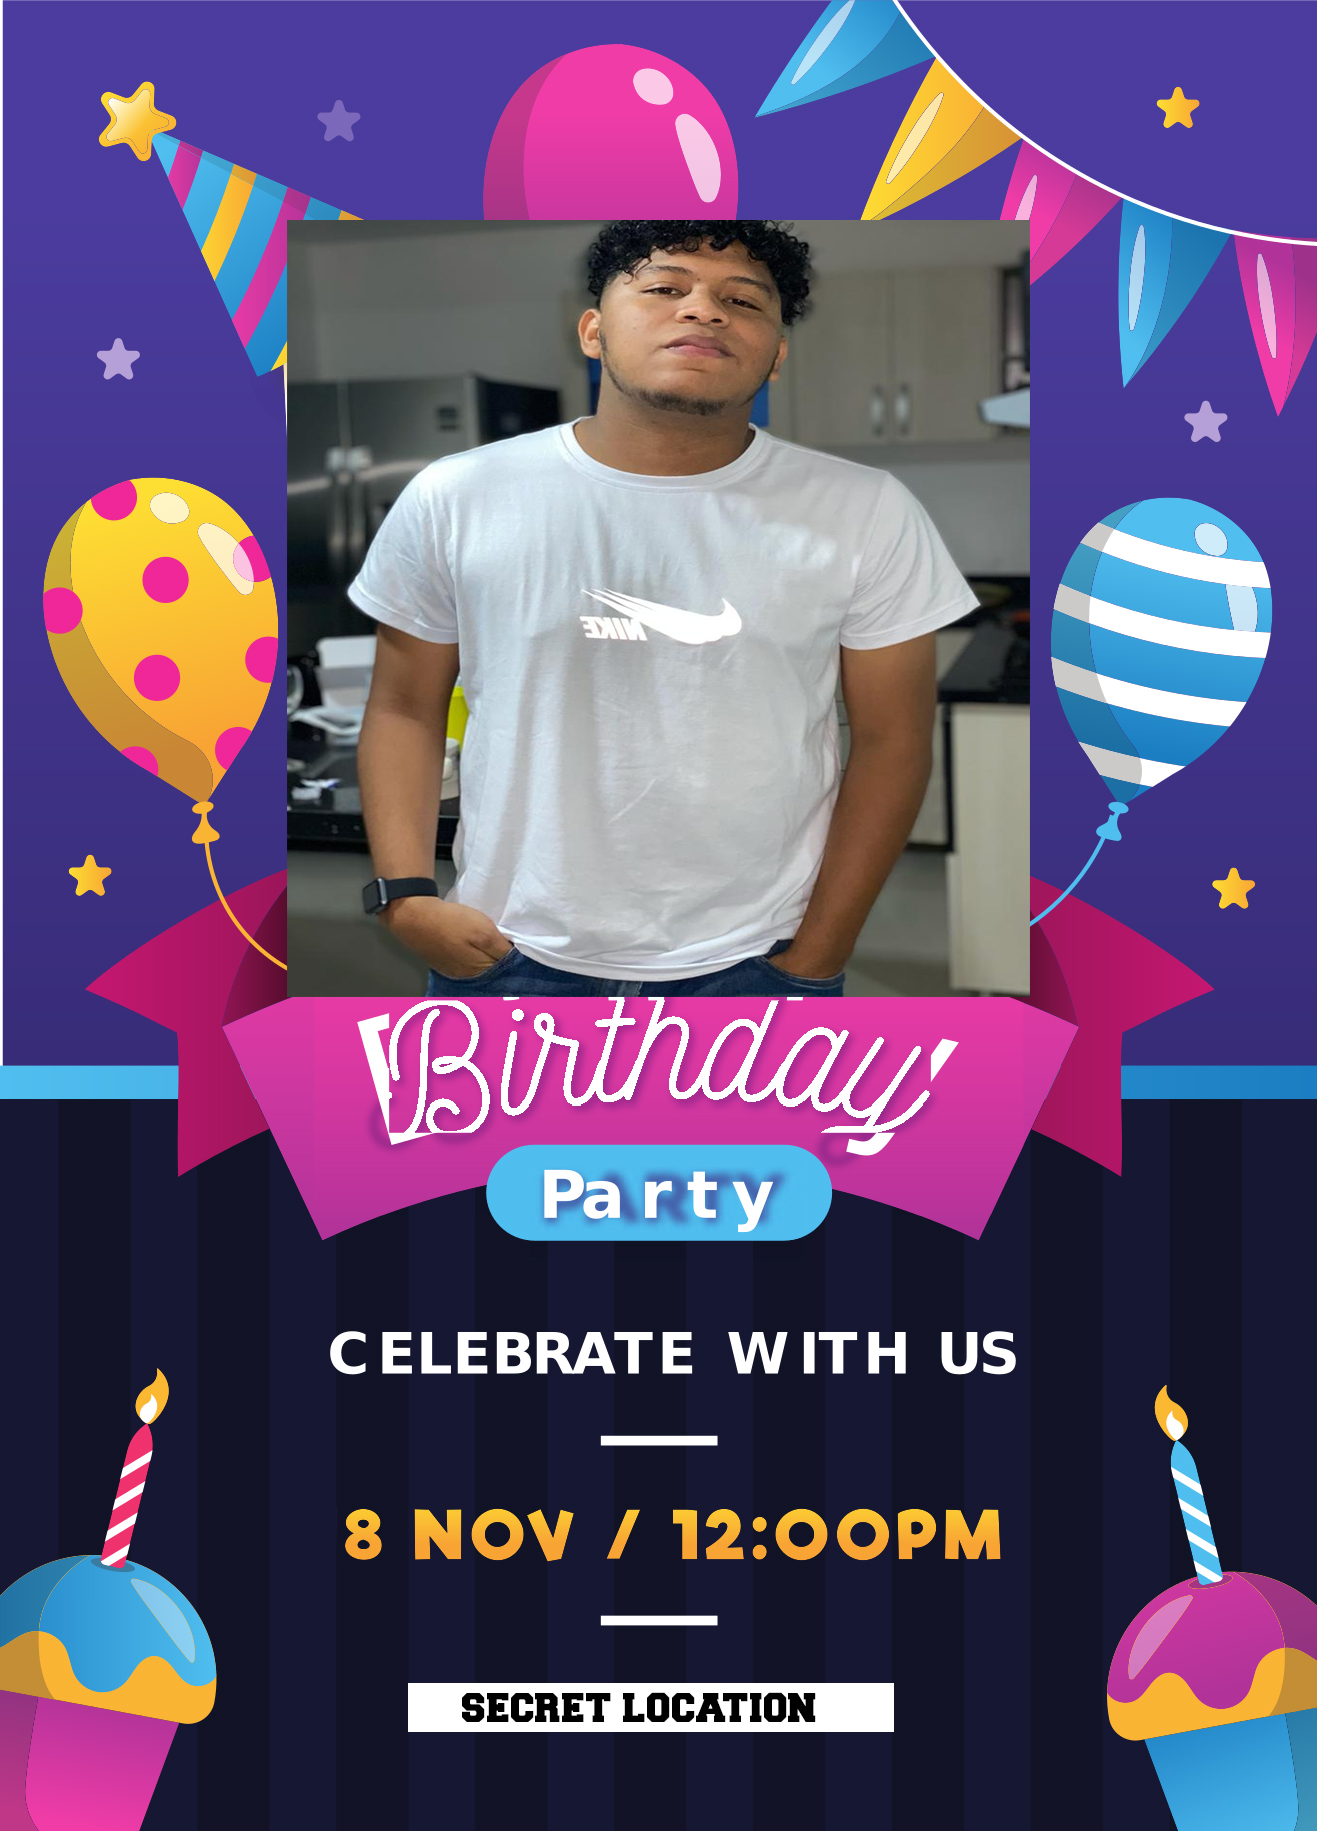 NIKE
Birthday
Party
CELEBRATE WITH US
8 NOV / 12:00PM
SECRET LOCATION